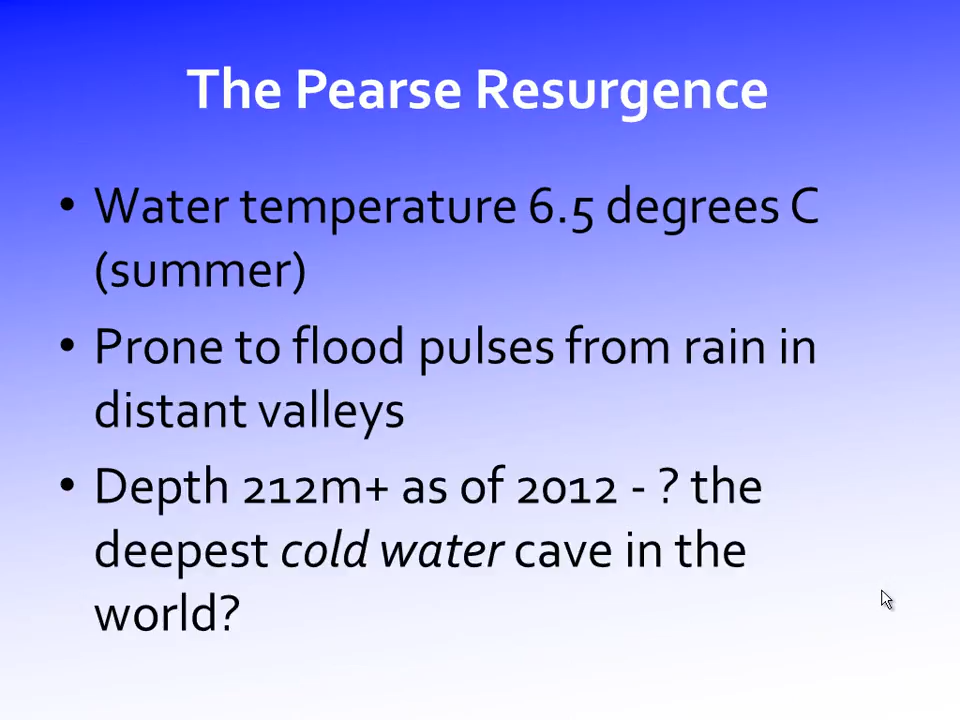 The Pearse Resurgence
• Water temperature 6.5 degrees C
(summer)
• Prone to flood pulses from rain in
distant valleys
• Depth 212m+ as of 2012 - ? the
deepest cold water cave in the
world?